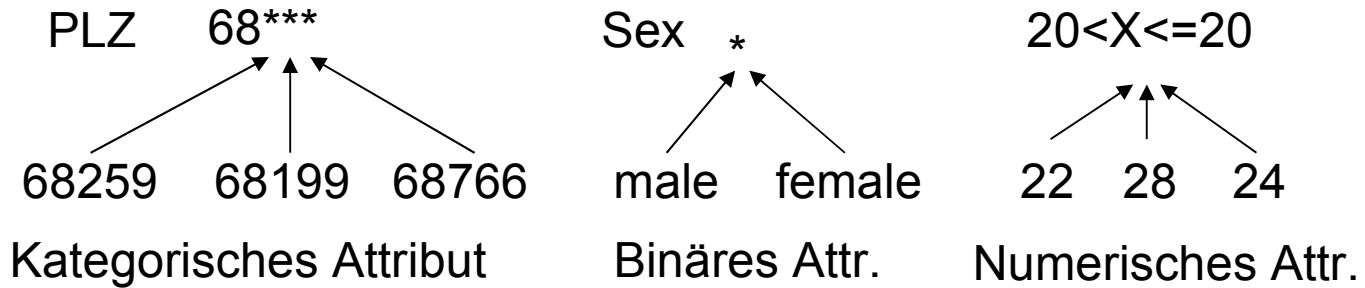 PLZ 68*** Sex * 20<X<=20
68259 68199 68766 male female 22 28 24
Kategorisches Attribut Binäres Attr. Numerisches Attr.